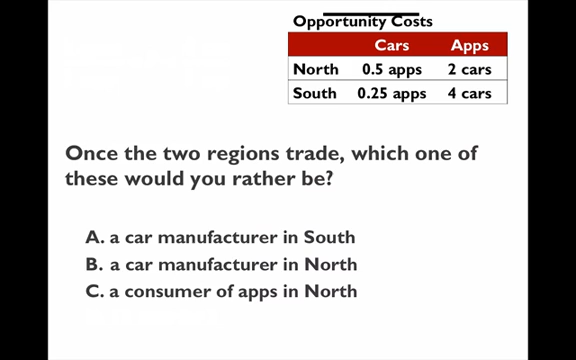 Opportunity Costs
Cars Apps
North 0.5 apps 2 cars
South 0.25 apps 4 cars
Once the two regions trade, which one of
these would you rather be?
A. a car manufacturer in South
B. a car manufacturer in North
C. a consumer of apps in North